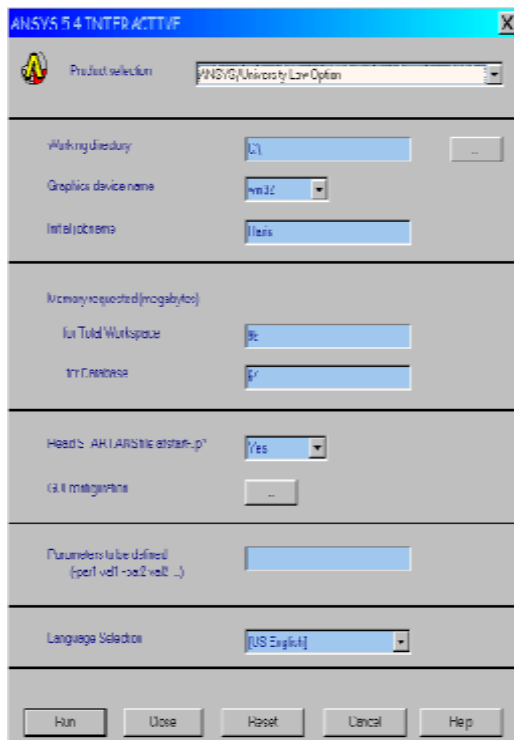 ANSYS 5.4 INTERACTIVE
X
Product selection
ANSYS/University Low Option
Working directory
C:\
...
Graphics device name
win32
Initial jobname
Memory requested (megabytes)
for Total Workspace
for Database
64
Read START.ANS file at start-up?
Yes
GUI configuration
...
Parameters to be defined
(-par1 val1 -par2 val2 ...)
Language Selection
[US English]
Run
Close
Reset
Cancel
Help